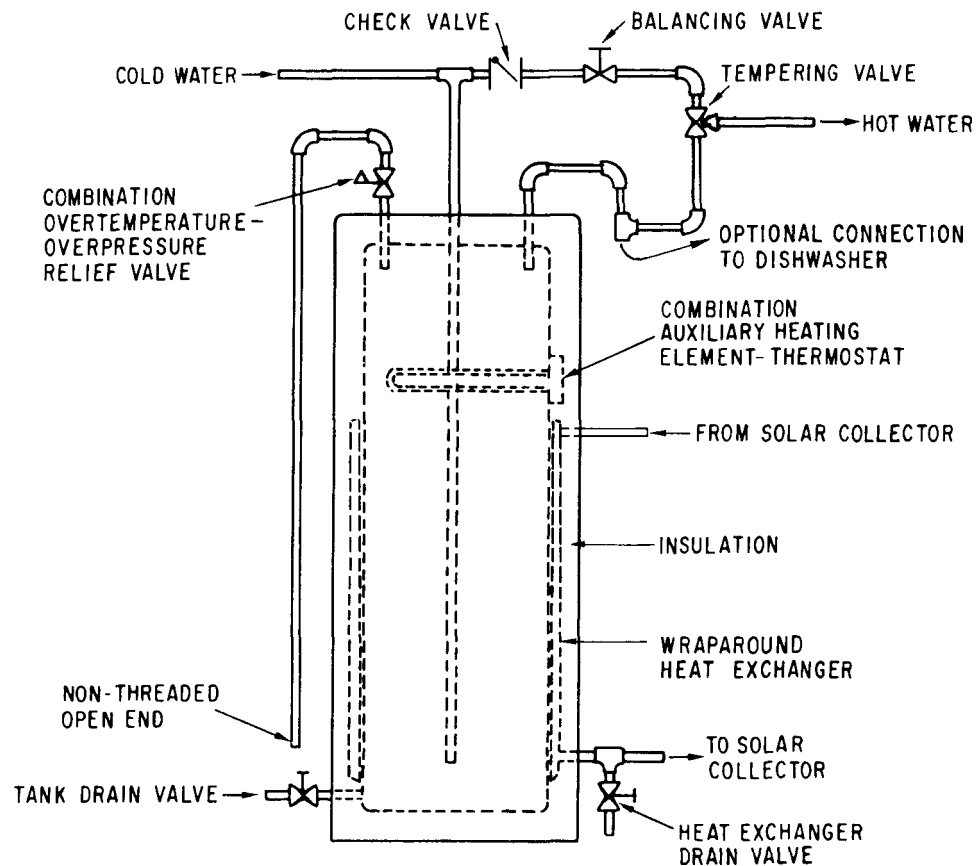 CHECK VALVE
BALANCING VALVE
COLD WATER
TEMPERING VALVE
HOT WATER
COMBINATION
OVERTEMPERATURE-
OVERPRESSURE
RELIEF VALVE
OPTIONAL CONNECTION
TO DISHWASHER
COMBINATION
AUXILIARY HEATING
ELEMENT-THERMOSTAT
FROM SOLAR COLLECTOR
INSULATION
WRAPAROUND
HEAT EXCHANGER
NON-THREADED
OPEN END
TO SOLAR
COLLECTOR
TANK DRAIN VALVE
HEAT EXCHANGER
DRAIN VALVE